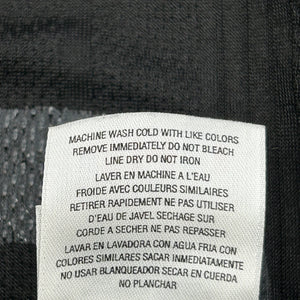 MACHINE WASH COLD WITH LIKE COLORS
REMOVE IMMEDIATELY DO NOT BLEACH
LINE DRY DO NOT IRON
LAVER EN MACHINE A L'EAU
FROIDE AVEC COULEURS SIMILAIRES
RETIRER RAPIDEMENT NE PAS UTILISER
D'EAU DE JAVEL SECHAGE SUR
CORDE A SECHER NE PAS REPASSER
LAVAR EN LAVADORA CON AGUA FRIA CON
COLORES SIMILARES SACAR INMEDIATAMENTE
NO USAR BLANQUEADOR SECAR EN CUERDA
NO PLANCHAR